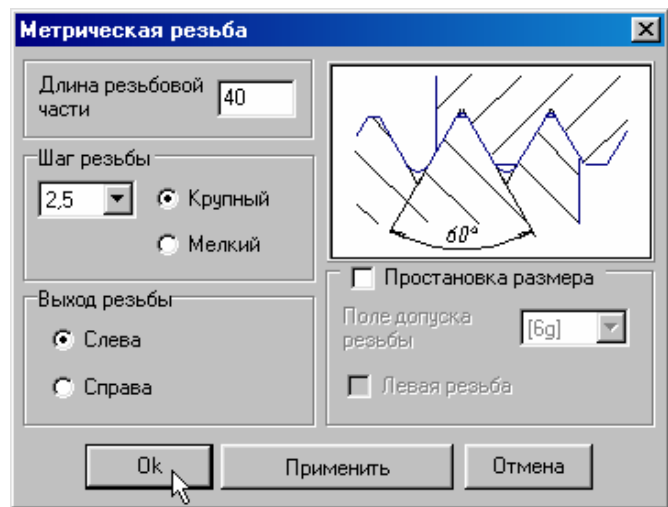 Метрическая резьба
Длина резьбовой
части
40
Шаг резьбы
2,5
Крупный
Мелкий
Выход резьбы
Слева
Справа
60°
Простановка размера
Поле допуска
резьбы
[6g]
Левая резьба
Ok
Применить
Отмена